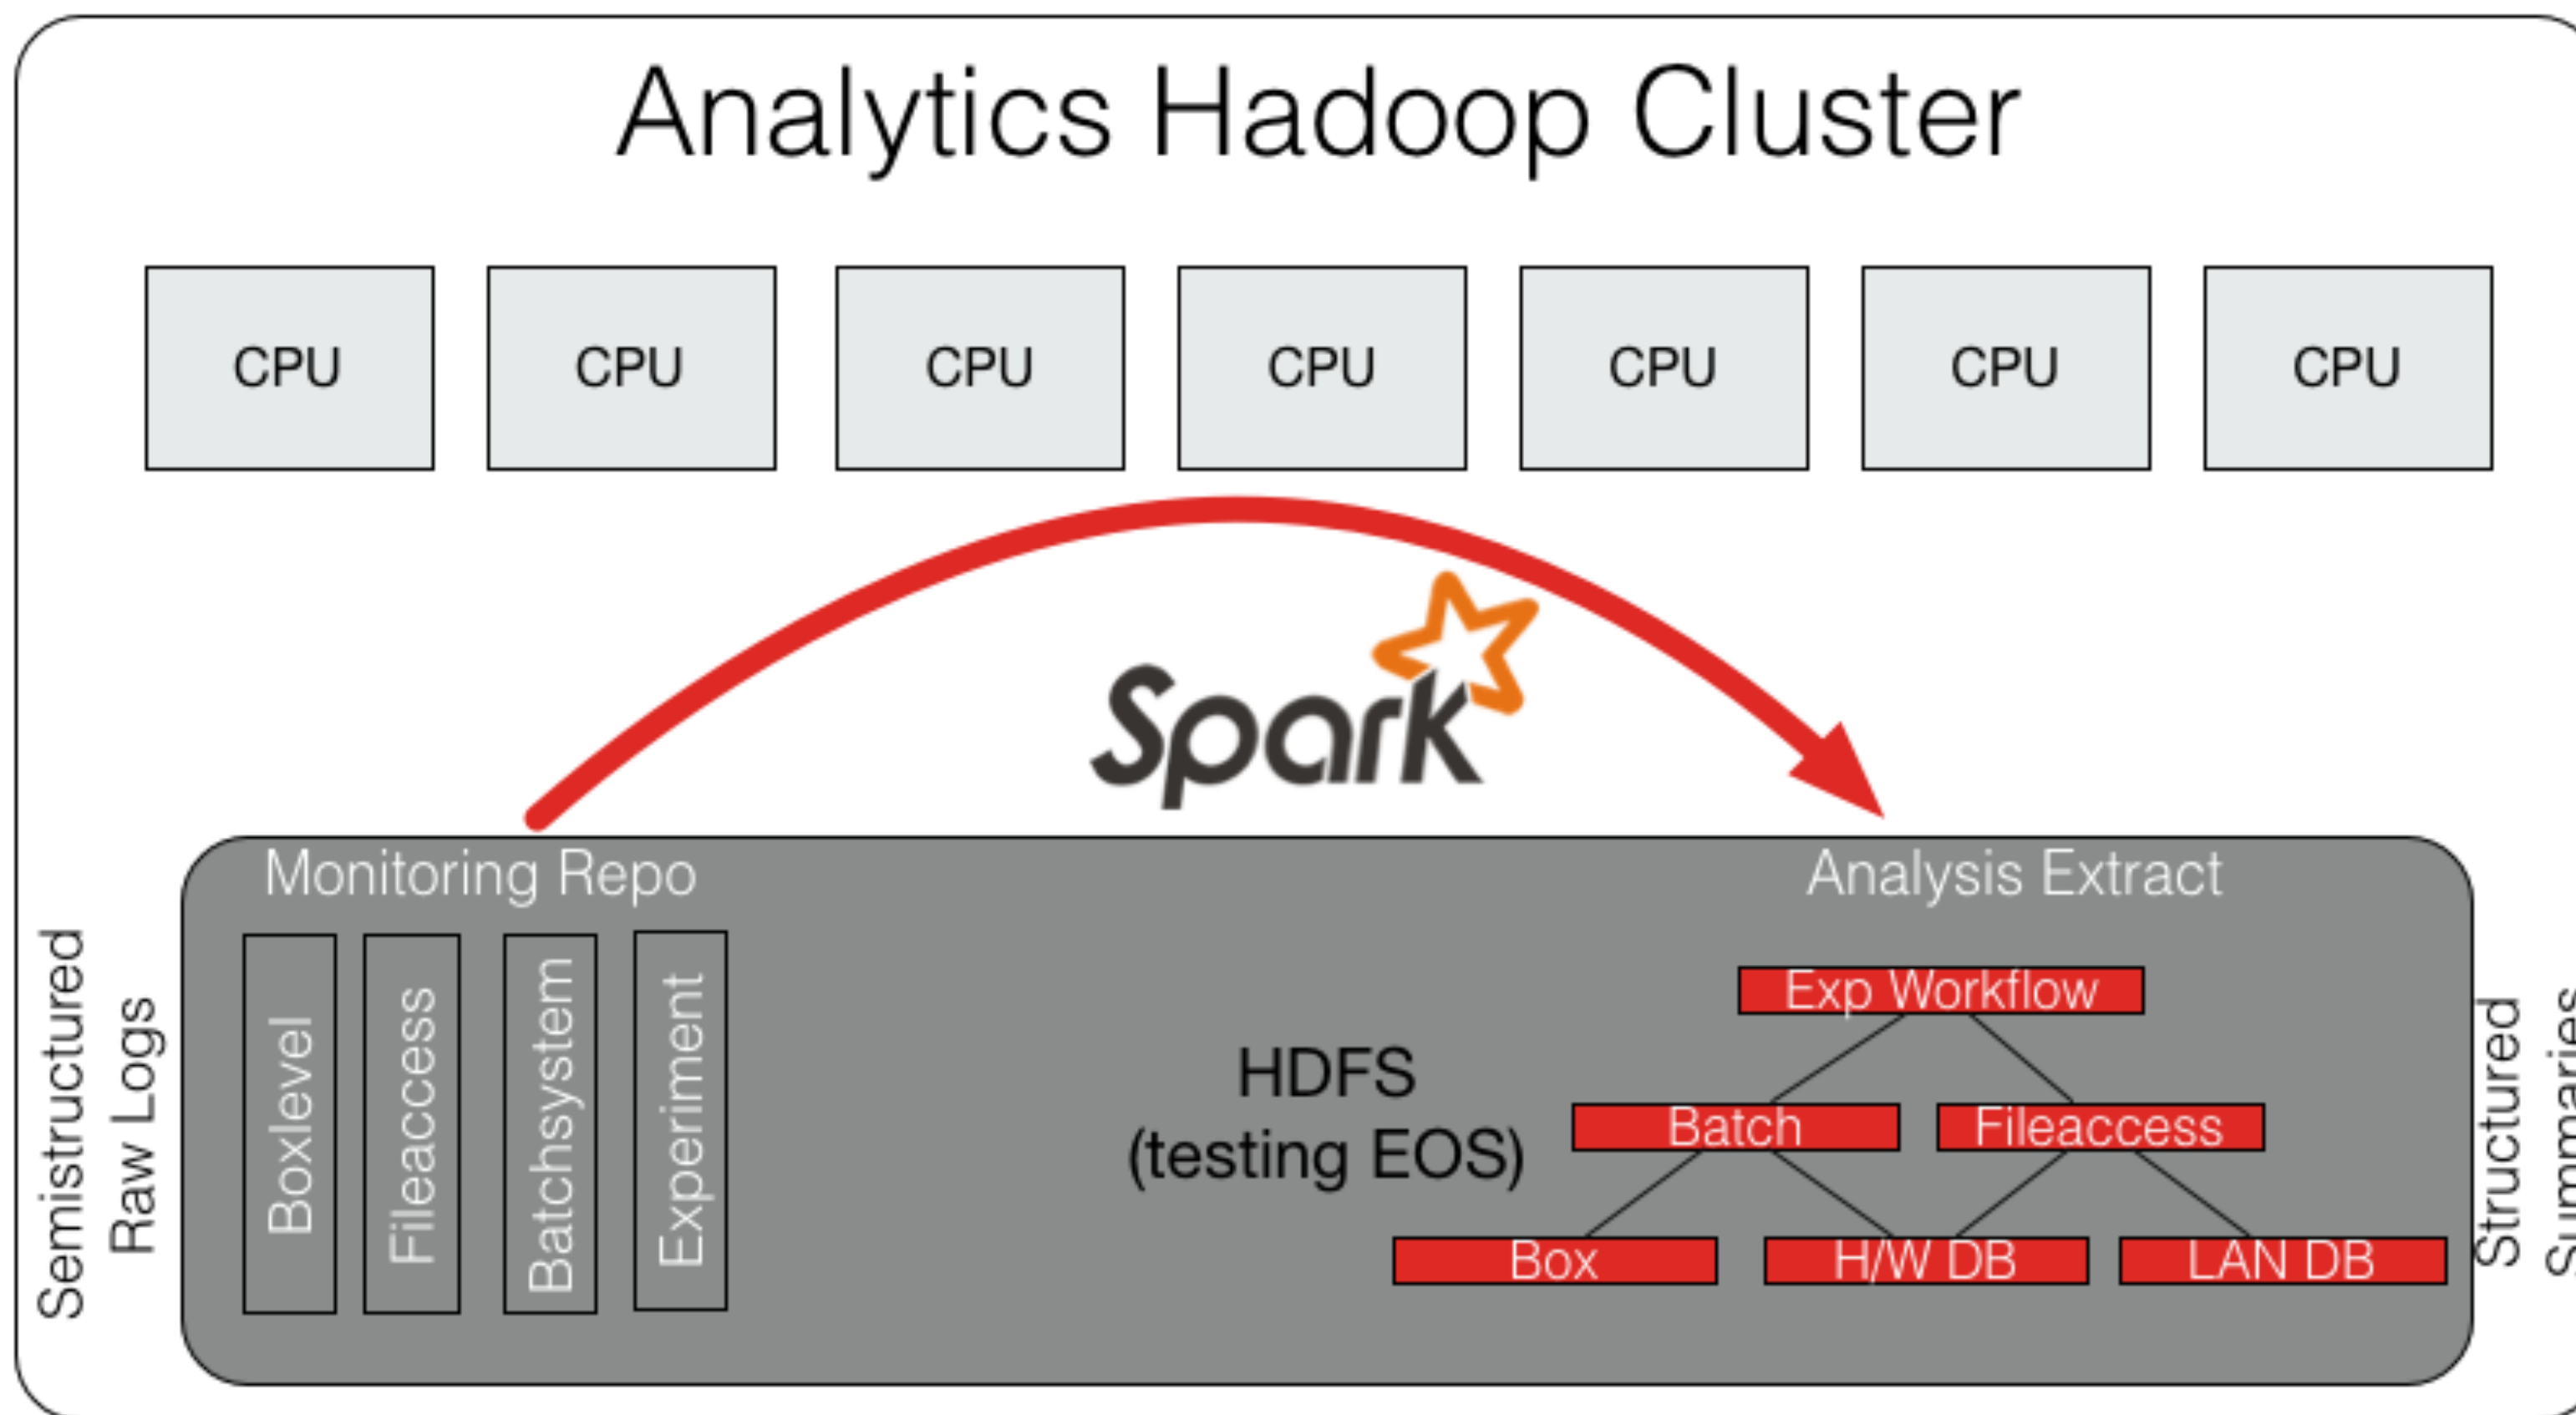 Analytics Hadoop Cluster
CPU
CPU
CPU
CPU
CPU
CPU
CPU
Spark
Monitoring Repo
Analysis Extract
Semistructured
Raw Logs
Boxlevel
Fileaccess
Batchsystem
Experiment
HDFS
(testing EOS)
Exp Workflow
Batch
Fileaccess
Box
H/W DB
LAN DB
Structured
Summaries